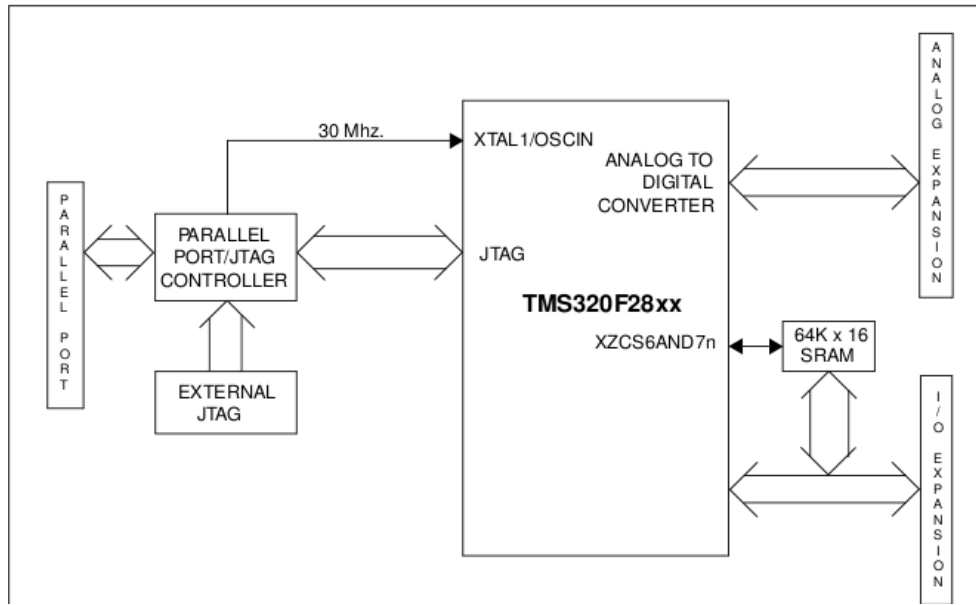 30 Mhz.
XTAL1/OSCIN
ANALOG TO
DIGITAL
CONVERTER
ANALOG EXPANSION
PARALLEL PORT
PARALLEL
PORT/JTAG
CONTROLLER
JTAG
TMS320F28xx
XZCS6AND7n
64K x 16
SRAM
EXTERNAL
JTAG
I/O EXPANSION